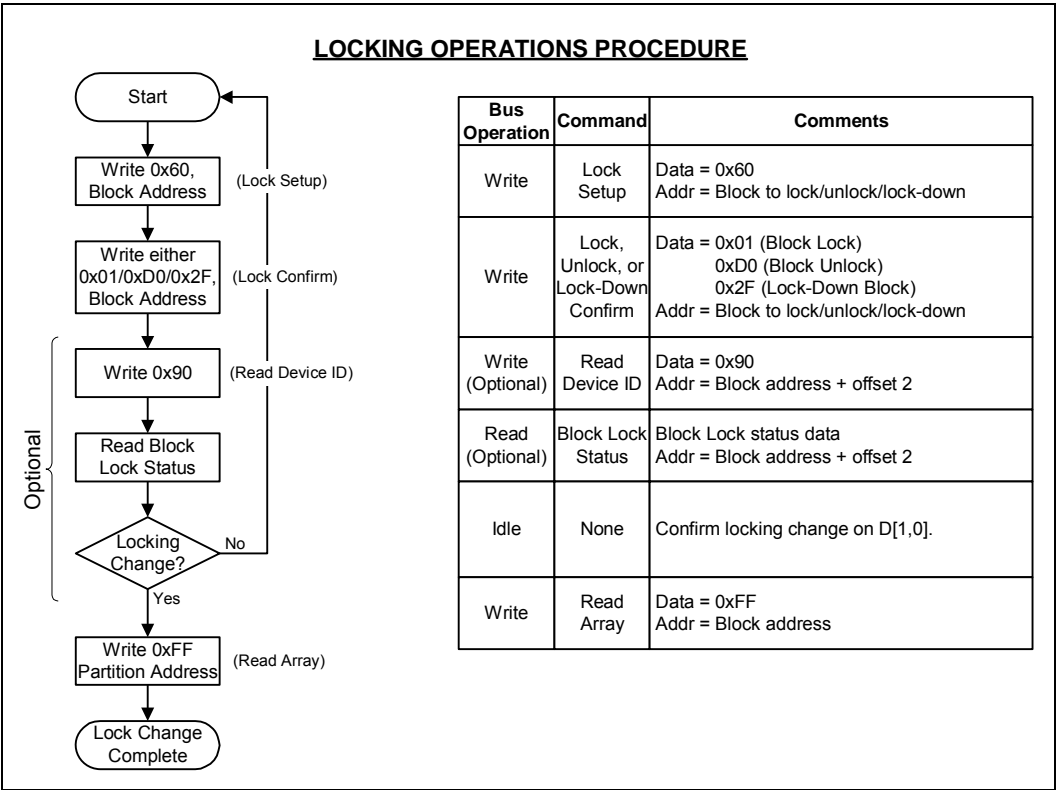 LOCKING OPERATIONS PROCEDURE
Start
Write 0x60,
Block Address
(Lock Setup)
Write either
0x01/0xD0/0x2F,
Block Address
(Lock Confirm)
Optional
Write 0x90
(Read Device ID)
Read Block
Lock Status
Locking
Change?
No
Yes
Write 0xFF
Partition Address
(Read Array)
Lock Change
Complete
Bus
Operation
Command
Comments
Write
Lock
Setup
Data = 0x60
Addr = Block to lock/unlock/lock-down
Write
Lock,
Unlock, or
Lock-Down
Confirm
Data = 0x01 (Block Lock)
0xD0 (Block Unlock)
0x2F (Lock-Down Block)
Addr = Block to lock/unlock/lock-down
Write
(Optional)
Read
Device ID
Data = 0x90
Addr = Block address + offset 2
Read
(Optional)
Block Lock
Status
Block Lock status data
Addr = Block address + offset 2
Idle
None
Confirm locking change on D[1,0].
Write
Read
Array
Data = 0xFF
Addr = Block address